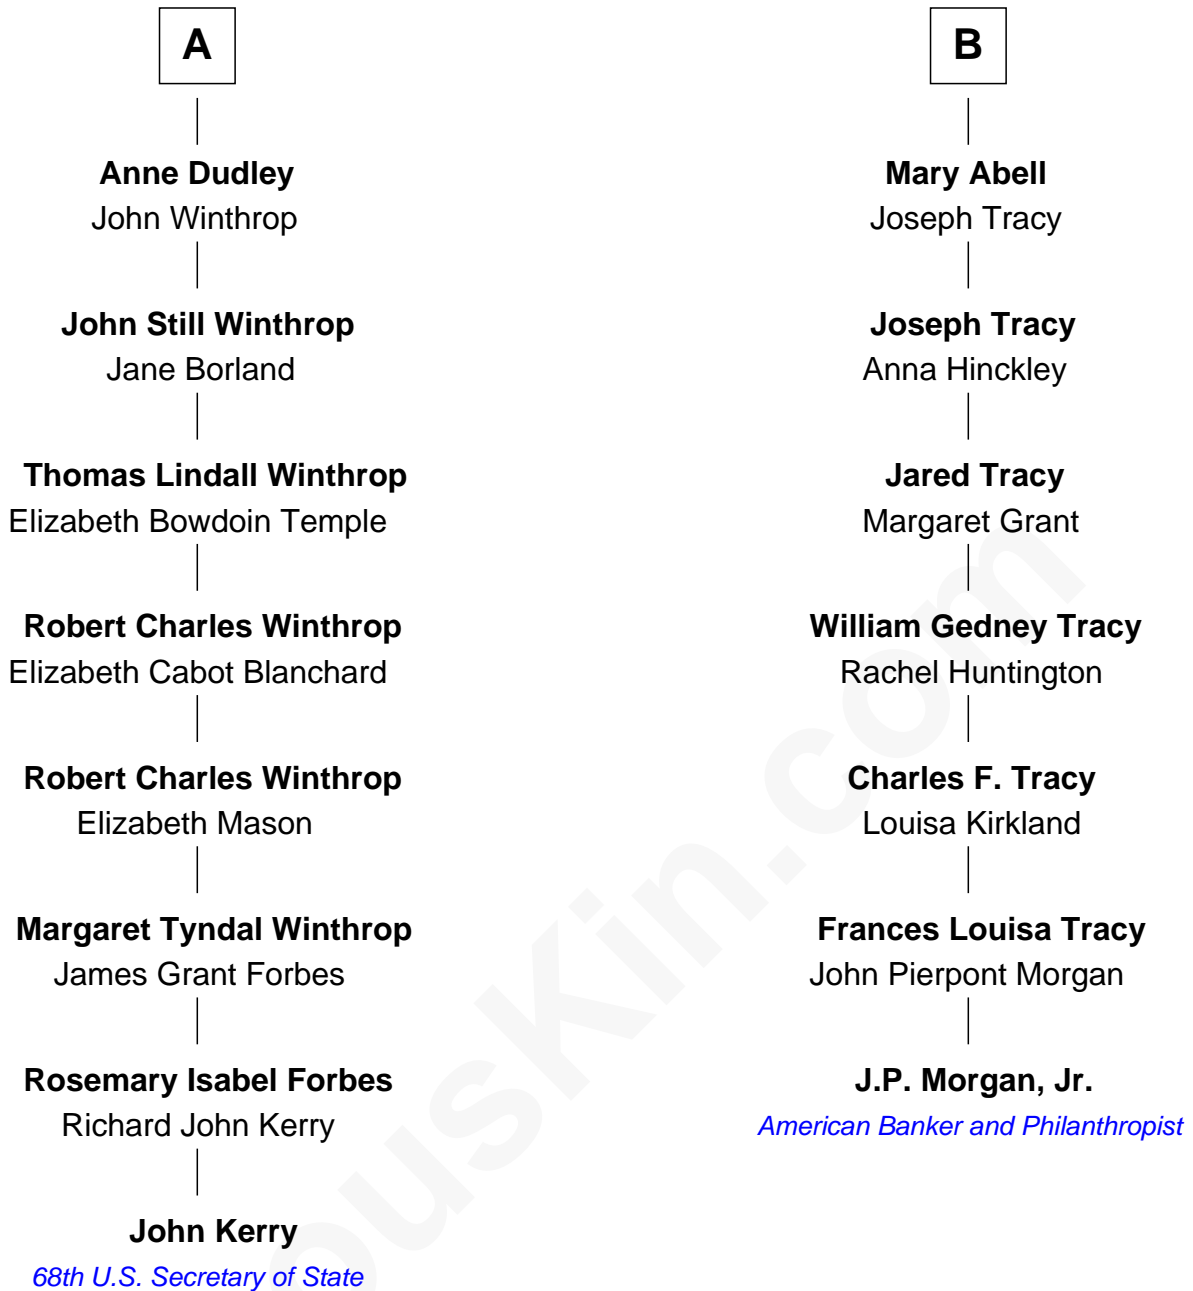 A
Anne Dudley
John Winthrop
John Still Winthrop
Jane Borland
Thomas Lindall Winthrop
Elizabeth Bowdoin Temple
Robert Charles Winthrop
Elizabeth Cabot Blanchard
Robert Charles Winthrop
Elizabeth Mason
Margaret Tyndal Winthrop
James Grant Forbes
Rosemary Isabel Forbes
Richard John Kerry
John Kerry
68th U.S. Secretary of State
B
Mary Abell
Joseph Tracy
Joseph Tracy
Anna Hinckley
Jared Tracy
Margaret Grant
William Gedney Tracy
Rachel Huntington
Charles F. Tracy
Louisa Kirkland
Frances Louisa Tracy
John Pierpont Morgan
J.P. Morgan, Jr.
American Banker and Philanthropist
ousKin.com